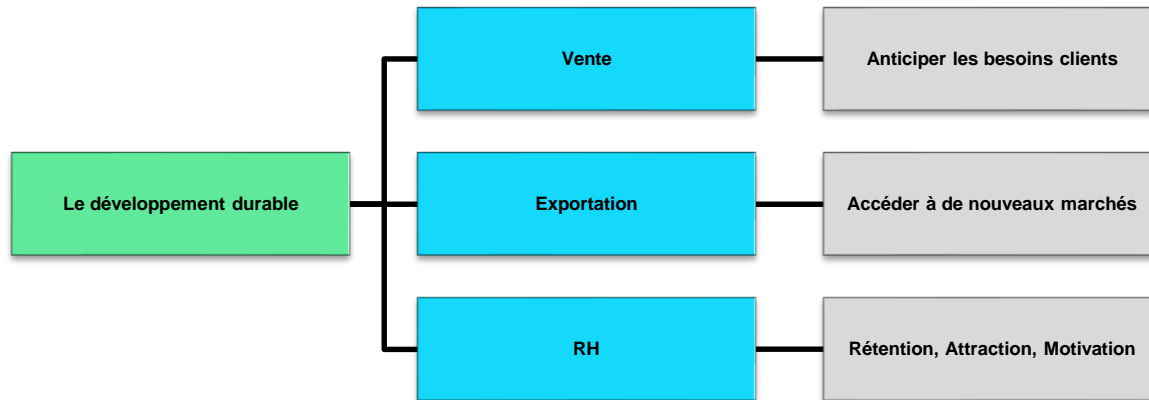 Vente
Anticiper les besoins clients
Le développement durable
Exportation
Accéder à de nouveaux marchés
RH
Rétention, Attraction, Motivation